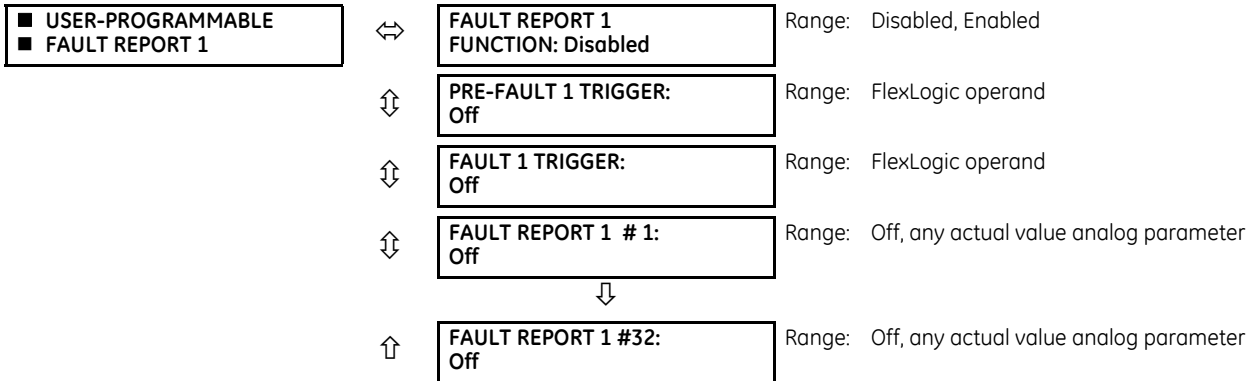 ■ USER-PROGRAMMABLE
■ FAULT REPORT 1
FAULT REPORT 1
FUNCTION: Disabled
Range: Disabled, Enabled
PRE-FAULT 1 TRIGGER:
Off
Range: FlexLogic operand
FAULT 1 TRIGGER:
Off
Range: FlexLogic operand
FAULT REPORT 1 # 1:
Off
Range: Off, any actual value analog parameter
FAULT REPORT 1 #32:
Off
Range: Off, any actual value analog parameter